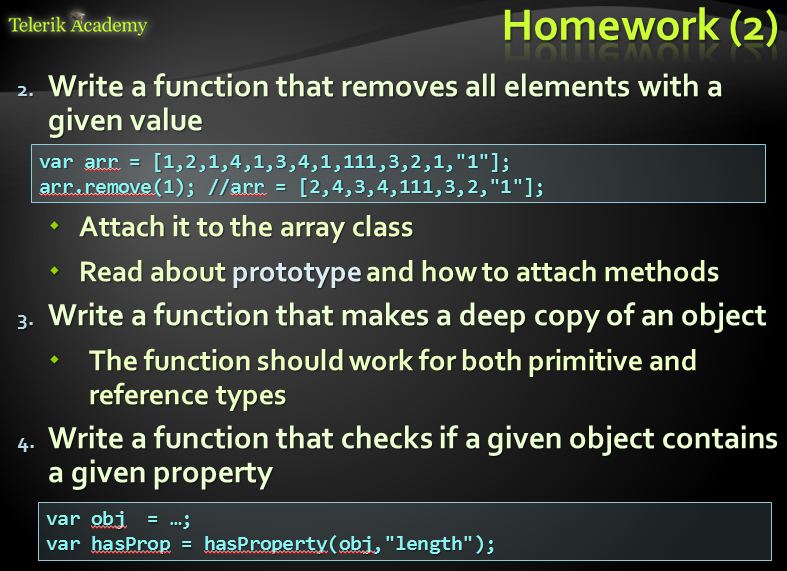 Telerik Academy
Homework (2)
2. Write a function that removes all elements with a
given value
var arr = [1,2,1,4,1,3,4,1,111,3,2,1,"1"];
arr.remove(1); //arr = [2,4,3,4,111,3,2,"1"];
Attach it to the array class
Read about prototype and how to attach methods
3. Write a function that makes a deep copy of an object
The function should work for both primitive and
reference types
4. Write a function that checks if a given object contains
a given property
var obj  = …;
var hasProp = hasProperty(obj,"length");